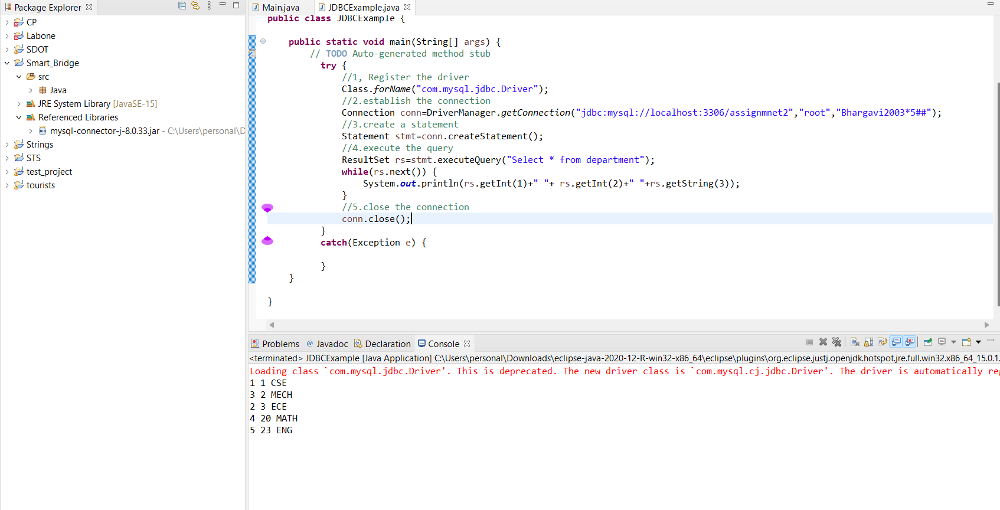 Package Explorer
CP
Labone
SDOT
Smart_Bridge
src
Java
JRE System Library [JavaSE-15]
Referenced Libraries
mysql-connector-j-8.0.33.jar - C:\Users\personal\D
Strings
STS
test_project
tourists
Main.java JDBCExample.java
public class JDBCExample {
public static void main(String[] args) {
// TODO Auto-generated method stub
try {
//1, Register the driver
Class.forName("com.mysql.jdbc.Driver");
//2.establish the connection
Connection conn=DriverManager.getConnection("jdbc:mysql://localhost:3306/assignmnet2","root","Bhargavi2003*5##");
//3.create a statement
Statement stmt=conn.createStatement();
//4.execute the query
ResultSet rs=stmt.executeQuery("Select * from department");
while(rs.next()) {
System.out.println(rs.getInt(1)+" "+ rs.getInt(2)+" "+rs.getString(3));
}
//5.close the connection
conn.close();
}
catch(Exception e) {
}
}
}
Problems @ Javadoc Declaration Console
<terminated> JDBCExample [Java Application] C:\Users\personal\Downloads\eclipse-java-2020-12-R-win32-x86_64\eclipse\plugins\org.eclipse.justj.openjdk.hotspot.jre.full.win32.x86_64_15.0.1.
Loading class `com.mysql.jdbc.Driver'. This is deprecated. The new driver class is `com.mysql.cj.jdbc.Driver'. The driver is automatically reg
1 1 CSE
3 2 MECH
2 3 ECE
4 20 MATH
5 23 ENG